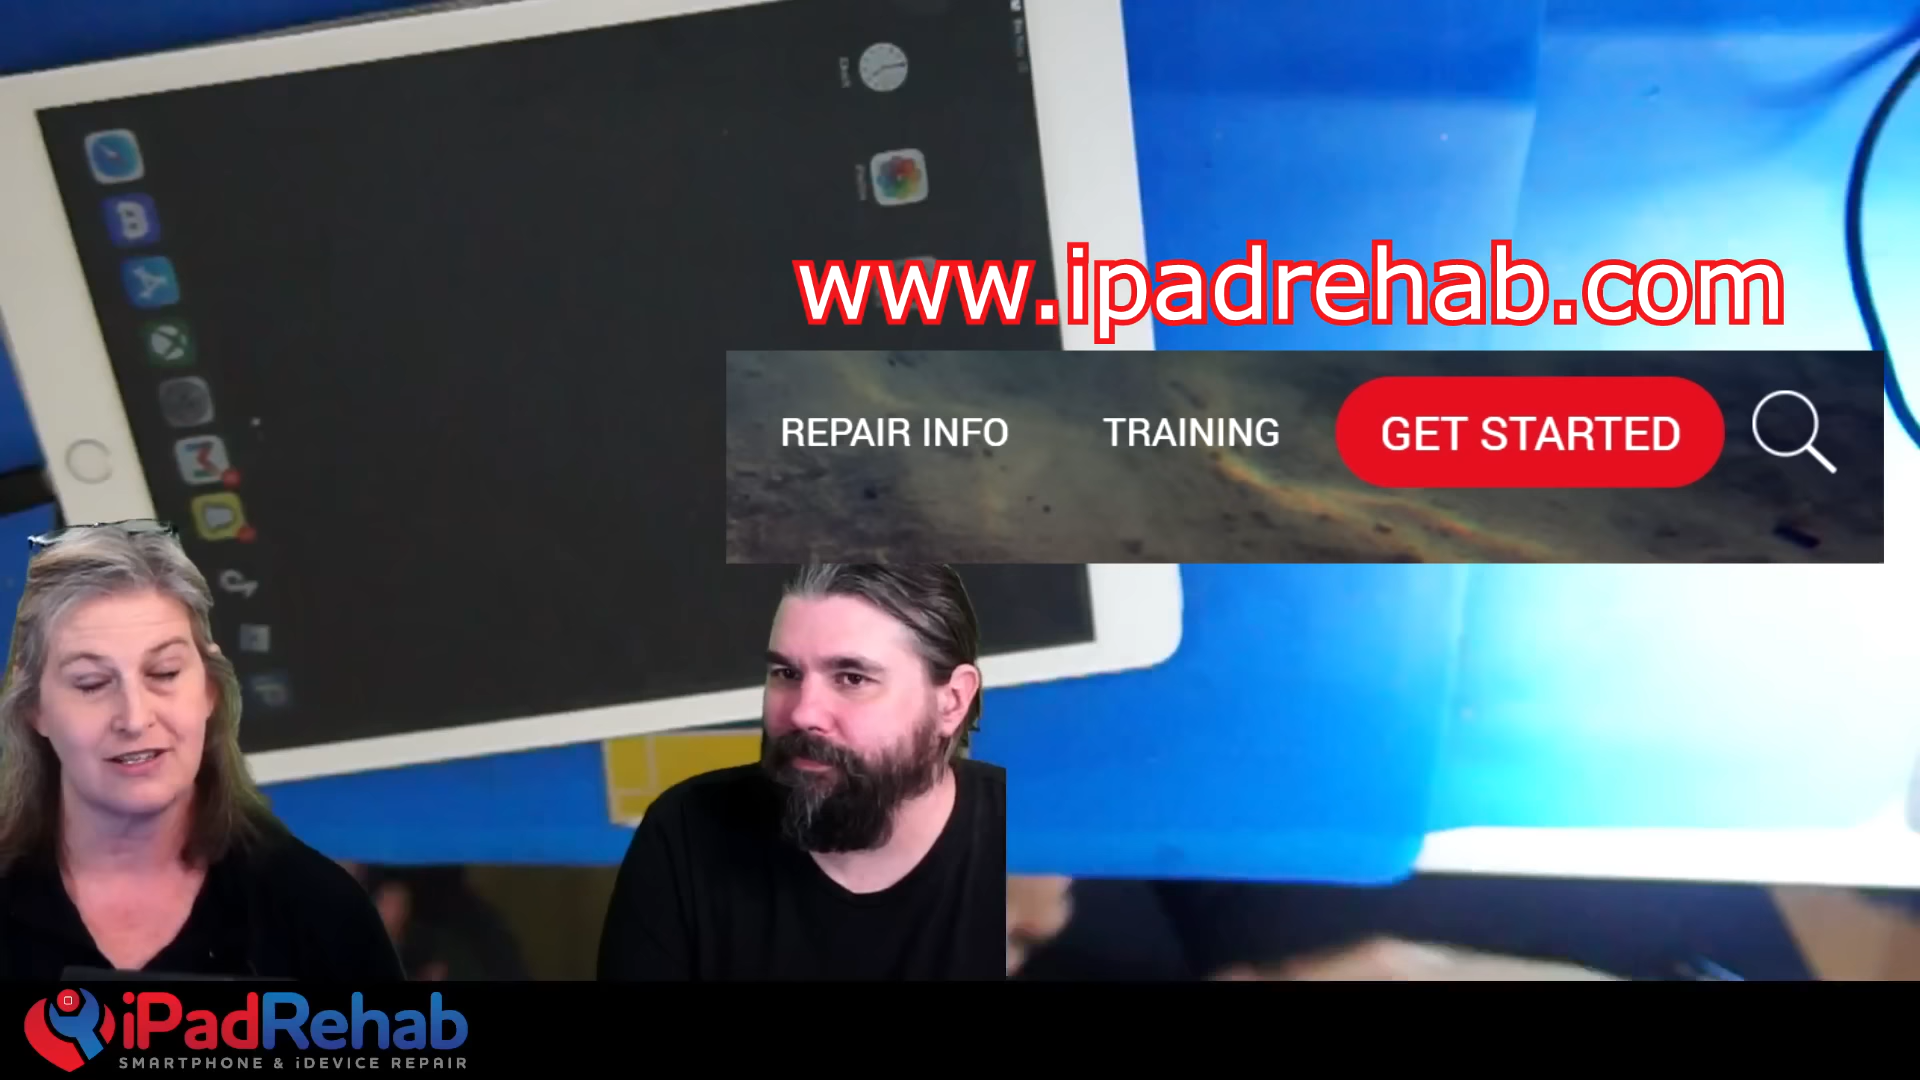 www.ipadrehab.com
REPAIR INFO TRAINING GET STARTED
iPadRehab
SMARTPHONE & iDEVICE REPAIR